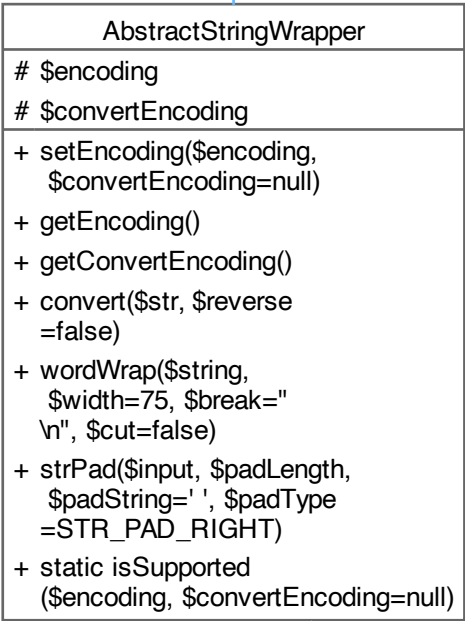 AbstractStringWrapper
# $encoding
# $convertEncoding
+ setEncoding($encoding,
$convertEncoding=null)
+ getEncoding()
+ getConvertEncoding()
+ convert($str, $reverse
=false)
+ wordWrap($string,
$width=75, $break="
\n", $cut=false)
+ strPad($input, $padLength,
$padString=' ', $padType
=STR_PAD_RIGHT)
+ static isSupported
($encoding, $convertEncoding=null)